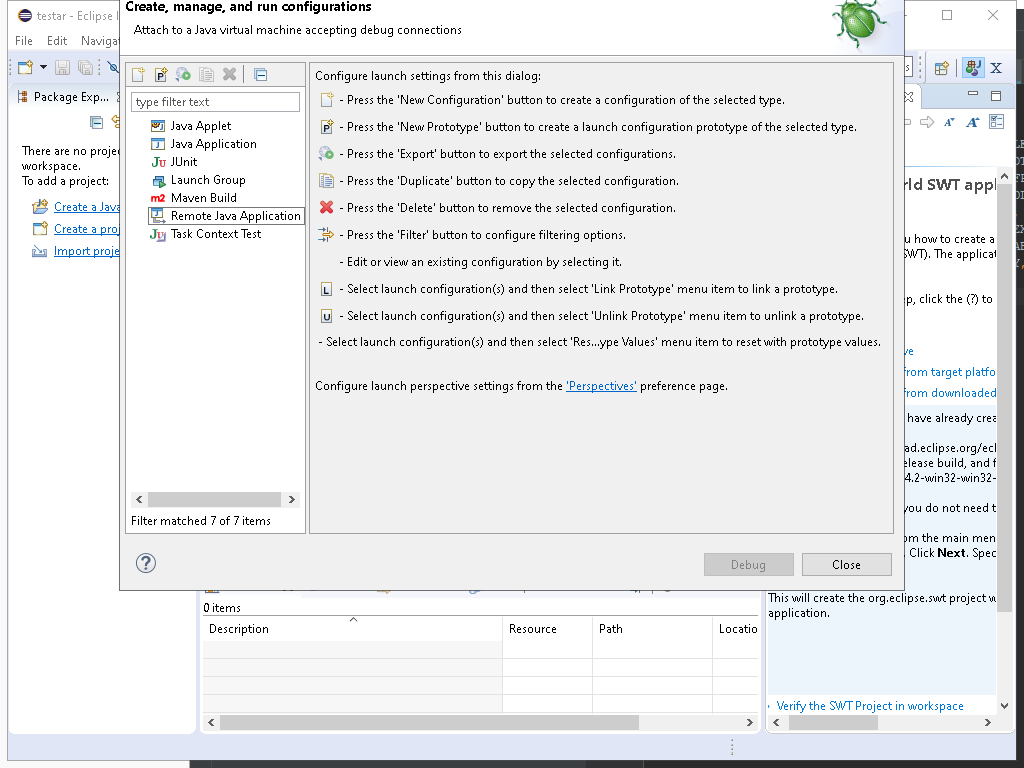 Create, manage, and run configurations
testar - Eclipse I
Attach to a Java virtual machine accepting debug connections
File Edit Navigat
Configure launch settings from this dialog:
Package Exp...
type filter text
- Press the 'New Configuration' button to create a configuration of the selected type.
Java Applet
- Press the 'New Prototype' button to create a launch configuration prototype of the selected type.
Java Application
There are no proje
workspace.
- Press the 'Export' button to export the selected configurations.
JUnit
To add a project:
- Press the 'Duplicate' button to copy the selected configuration.
Launch Group
rld SWT appl
Maven Build
Create a Java
- Press the 'Delete' button to remove the selected configuration.
Remote Java Application
Create a proj
- Press the 'Filter' button to configure filtering options.
Task Context Test
u how to create a
Import proje
SWT). The applicat
- Edit or view an existing configuration by selecting it.
- Select launch configuration(s) and then select 'Link Prototype' menu item to link a prototype.
p, click the (?) to
- Select launch configuration(s) and then select 'Unlink Prototype' menu item to unlink a prototype.
- Select launch configuration(s) and then select 'Res...ype Values' menu item to reset with prototype values.
ve
from target platfo
Configure launch perspective settings from the 'Perspectives' preference page.
from downloaded
have already crea
ad.eclipse.org/ecl
elease build, and f
4.2-win32-win32-
you do not need t
Filter matched 7 of 7 items
om the main men
. Click Next. Spec
Debug
Close
This will create the org.eclipse.swt project w
application.
0 items
Description Resource Path Locatio
Verify the SWT Project in workspace